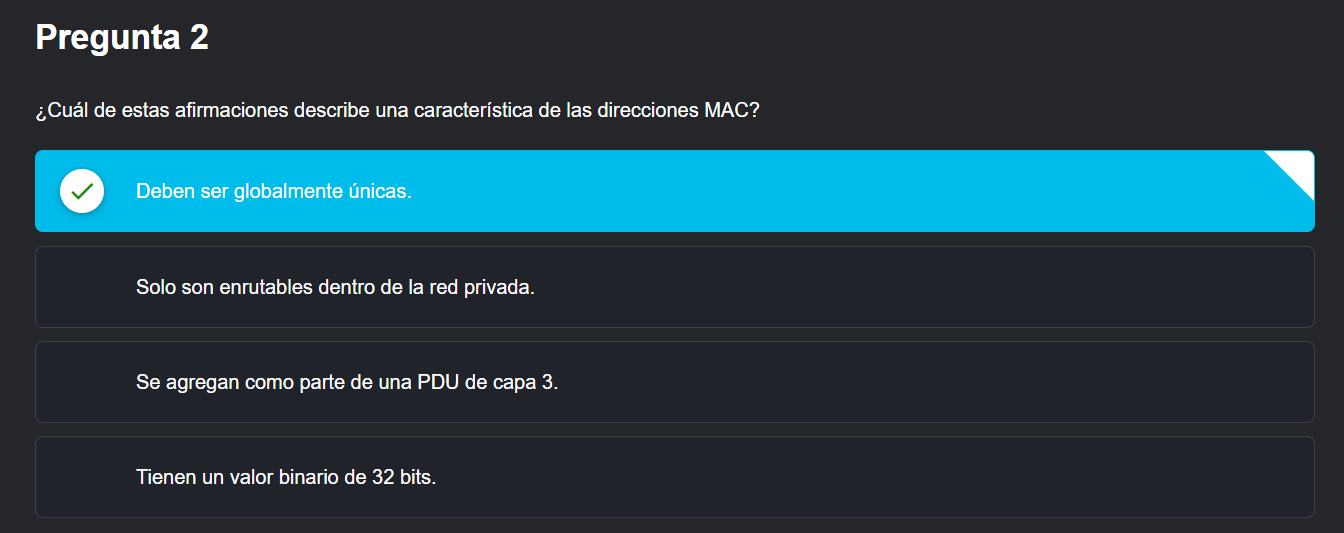 Pregunta 2
¿Cuál de estas afirmaciones describe una característica de las direcciones MAC?
Deben ser globalmente únicas.
Solo son enrutables dentro de la red privada.
Se agregan como parte de una PDU de capa 3.
Tienen un valor binario de 32 bits.